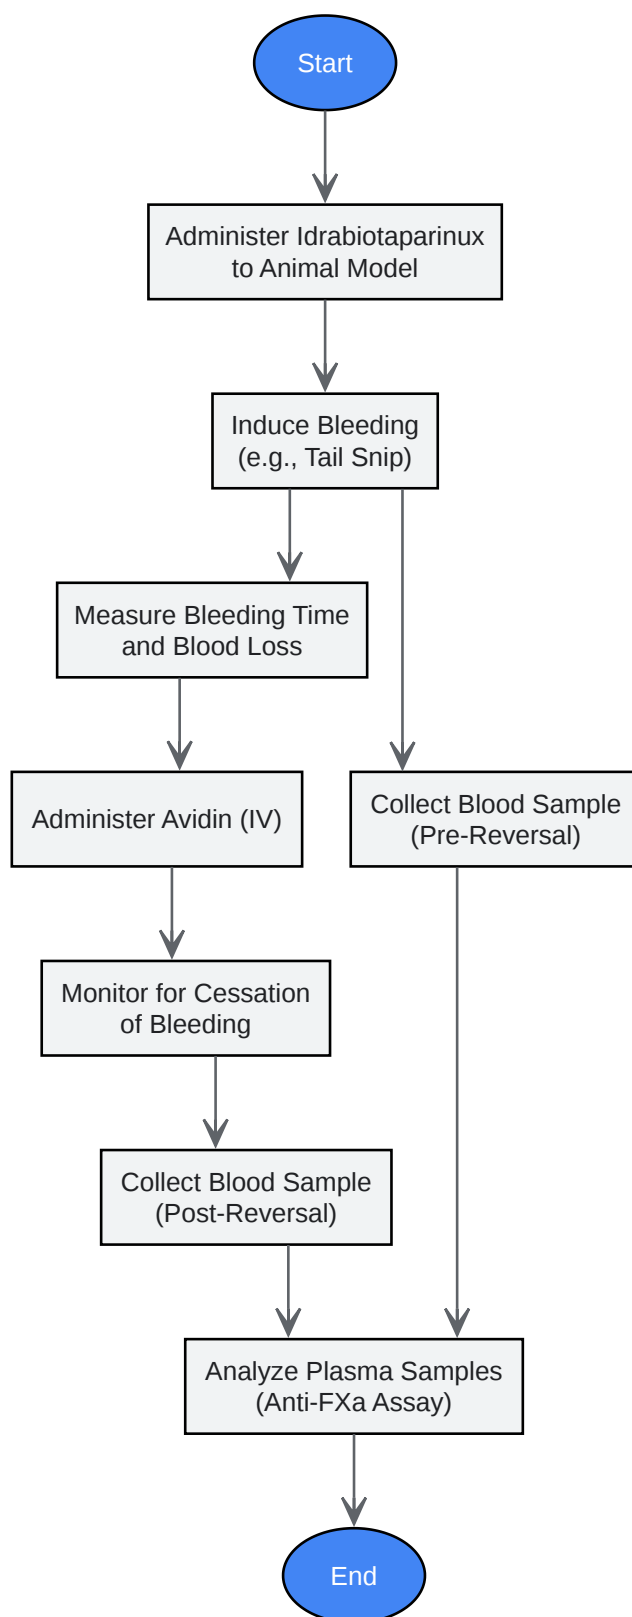 Start
Administer Idrabiotaparinux
to Animal Model
Induce Bleeding
(e.g., Tail Snip)
Measure Bleeding Time
and Blood Loss
Administer Avidin (IV)
Collect Blood Sample
(Pre-Reversal)
Monitor for Cessation
of Bleeding
Collect Blood Sample
(Post-Reversal)
Analyze Plasma Samples
(Anti-FXa Assay)
End